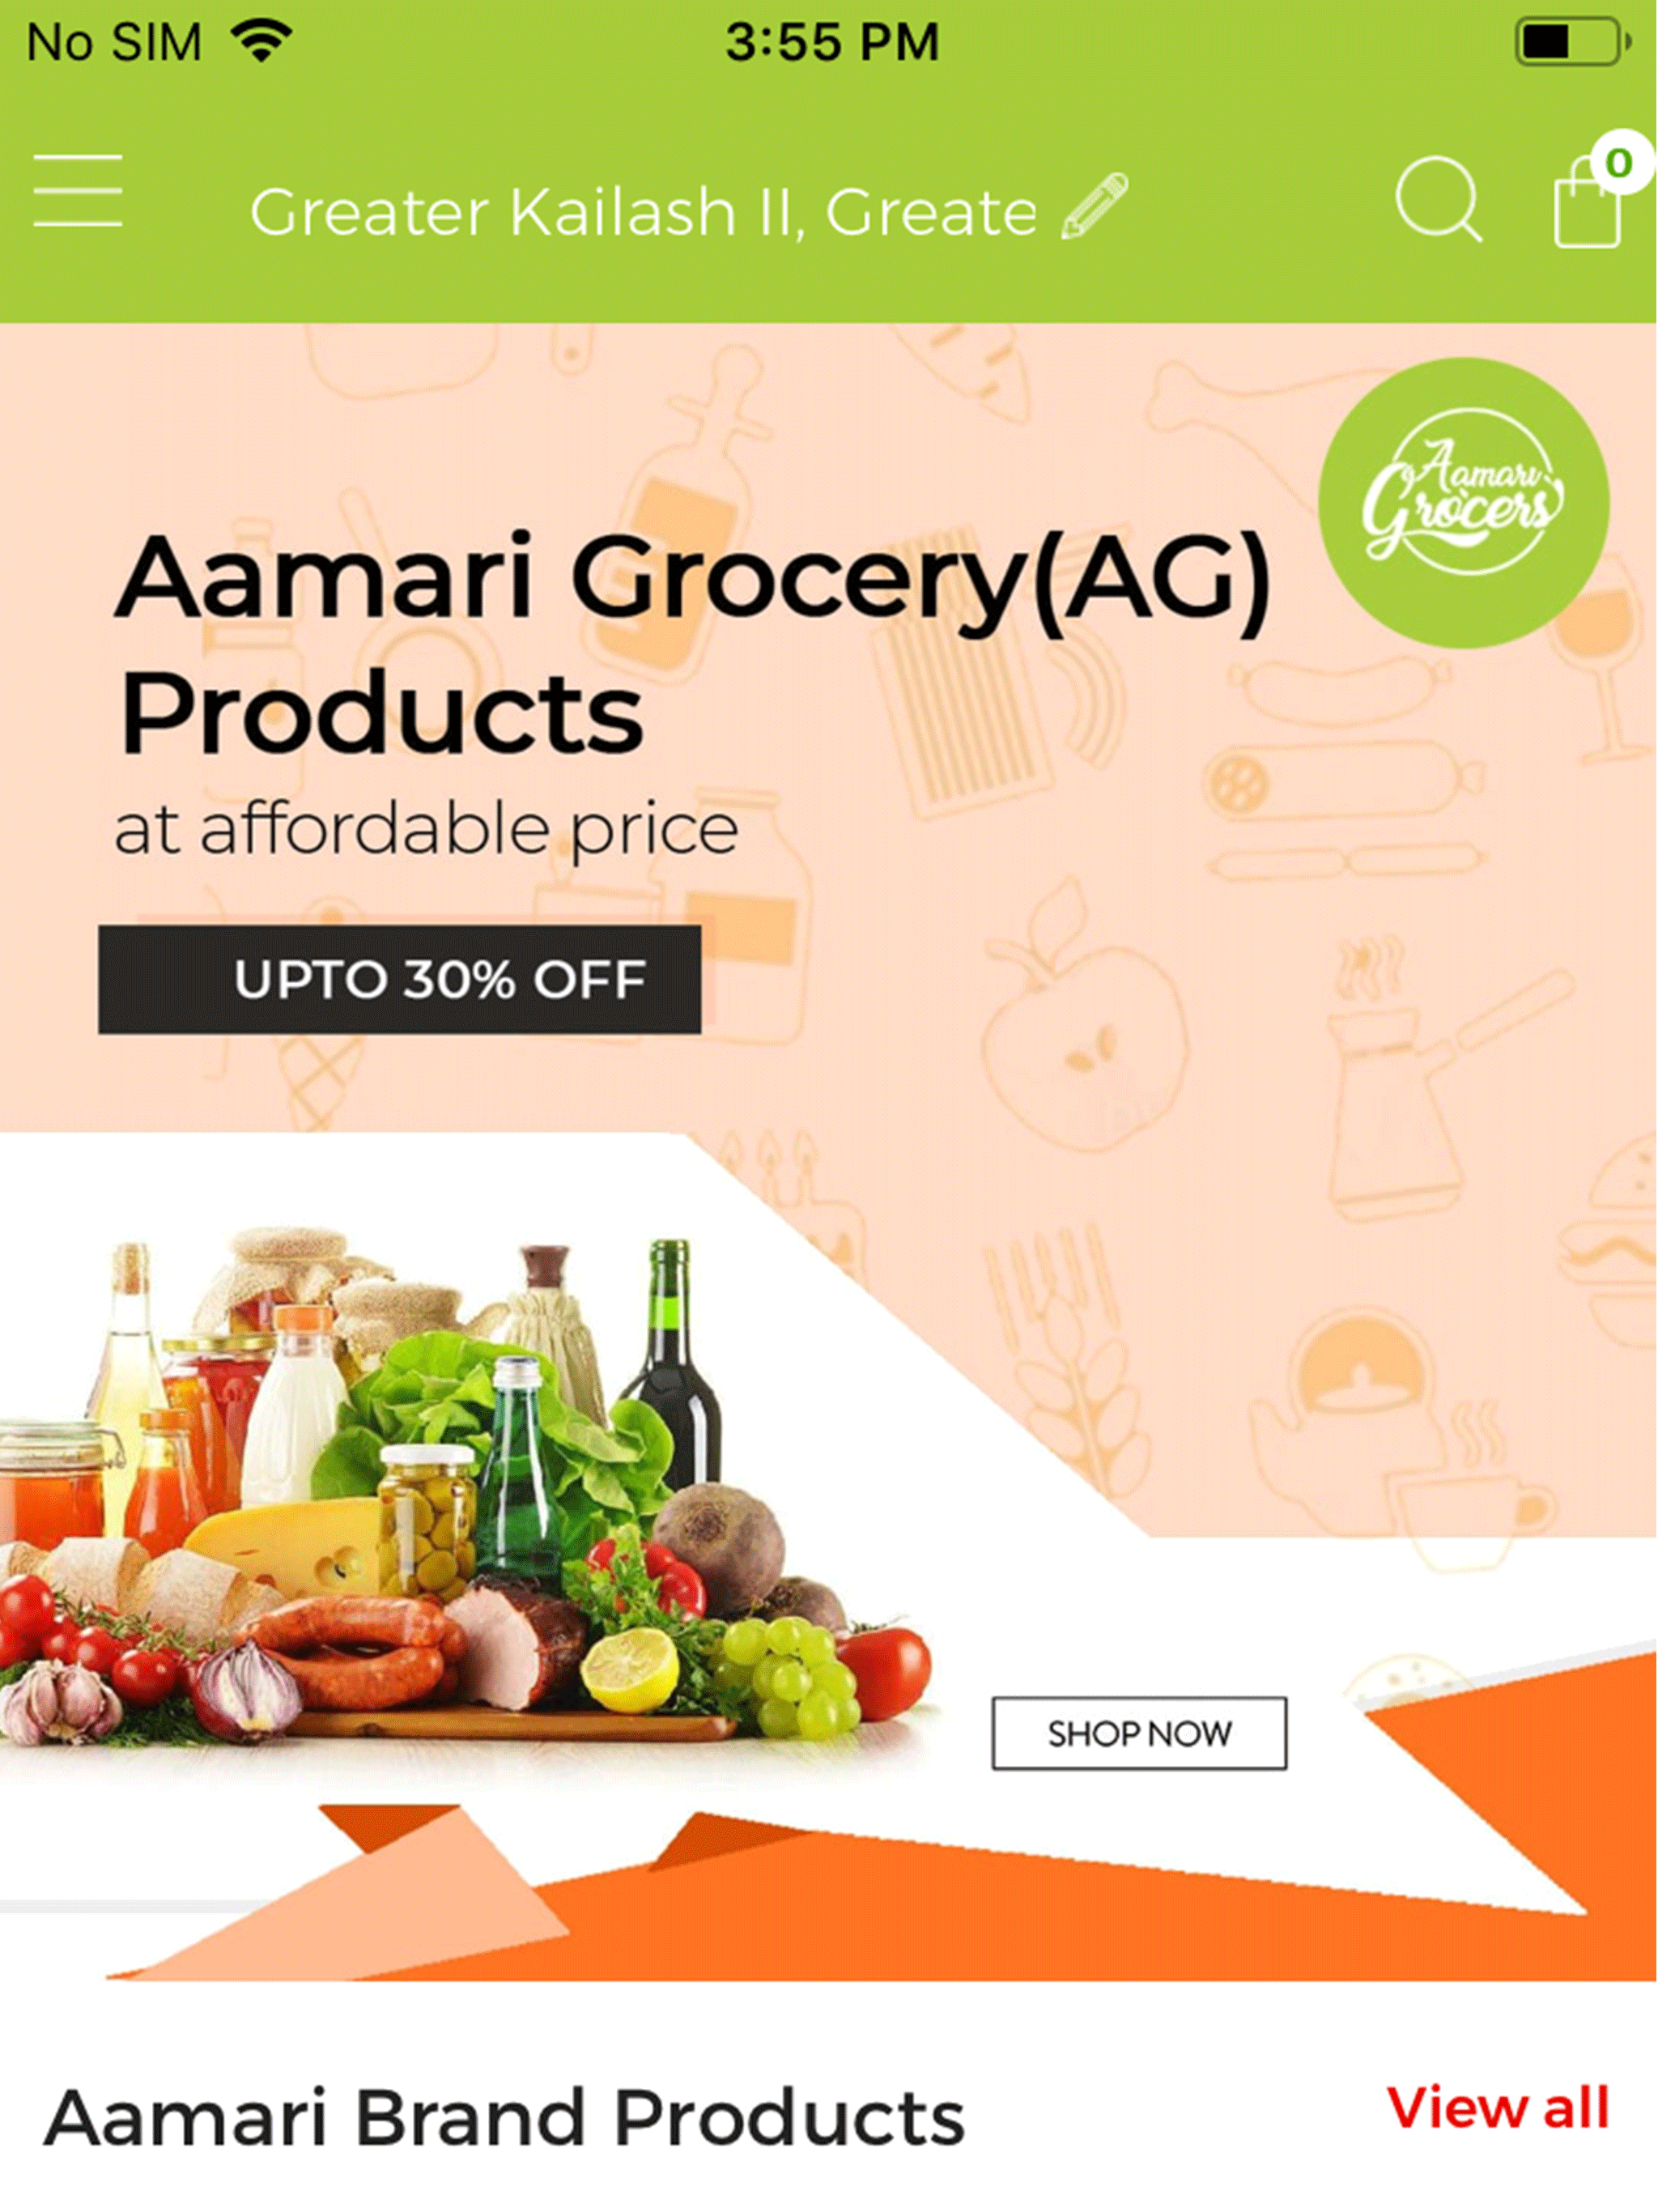 No SIM 3:55 PM
0
Greater Kailash II, Greate
Aamari
Grocers
Aamari Grocery(AG)
Products
at affordable price
UPTO 30% OFF
SHOP NOW
Aamari Brand Products View all